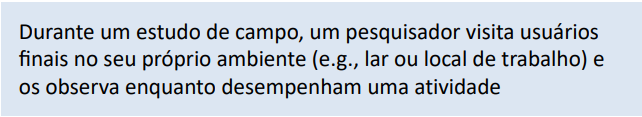 Durante um estudo de campo, um pesquisador visita usuários
finais no seu próprio ambiente (e.g., lar ou local de trabalho) e
os observa enquanto desempenham uma atividade